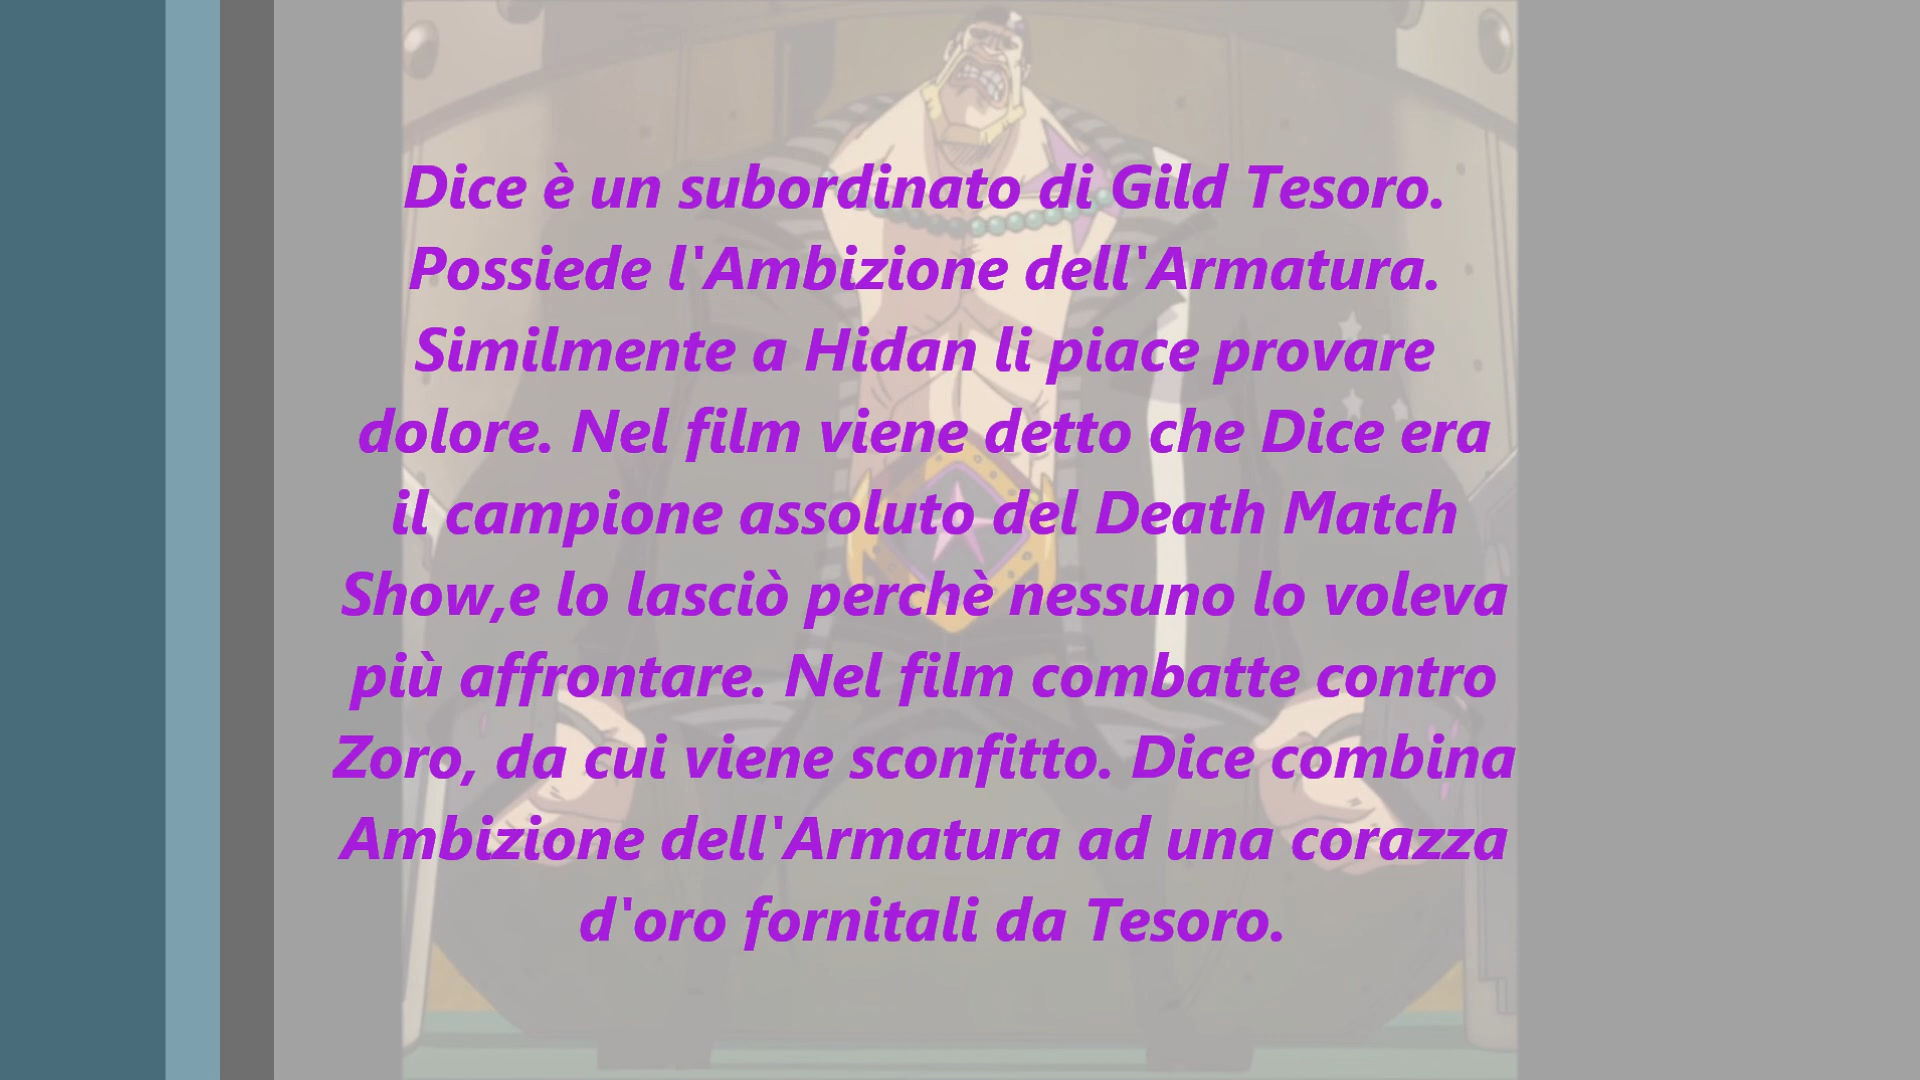 Dice è un subordinato di Gild Tesoro.
Possiede l'Ambizione dell'Armatura.
Similmente a Hidan li piace provare
dolore. Nel film viene detto che Dice era
il campione assoluto del Death Match
Show,e lo lasciò perchè nessuno lo voleva
più affrontare. Nel film combatte contro
Zoro, da cui viene sconfitto. Dice combina
Ambizione dell'Armatura ad una corazza
d'oro fornitali da Tesoro.